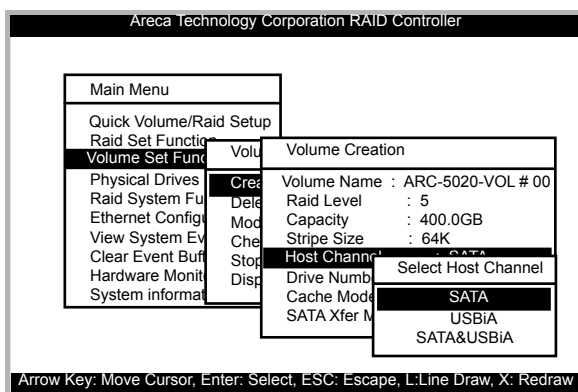 Areca Technology Corporation RAID Controller
Main Menu
Quick Volume/Raid Setup
Raid Set Function
Volume Set Func
Physical Drives
Raid System Fu
Ethernet Configu
View System Ev
Clear Event Buff
Hardware Monit
System informat
Volu
Crea
Dele
Mod
Che
Stop
Disp
Volume Creation
Volume Name : ARC-5020-VOL # 00
Raid Level : 5
Capacity : 400.0GB
Stripe Size : 64K
Host Channel : SATA
Drive Numb
Cache Mode
SATA Xfer M
Select Host Channel
SATA
USBiA
SATA&USBiA
Arrow Key: Move Cursor, Enter: Select, ESC: Escape, L:Line Draw, X: Redraw